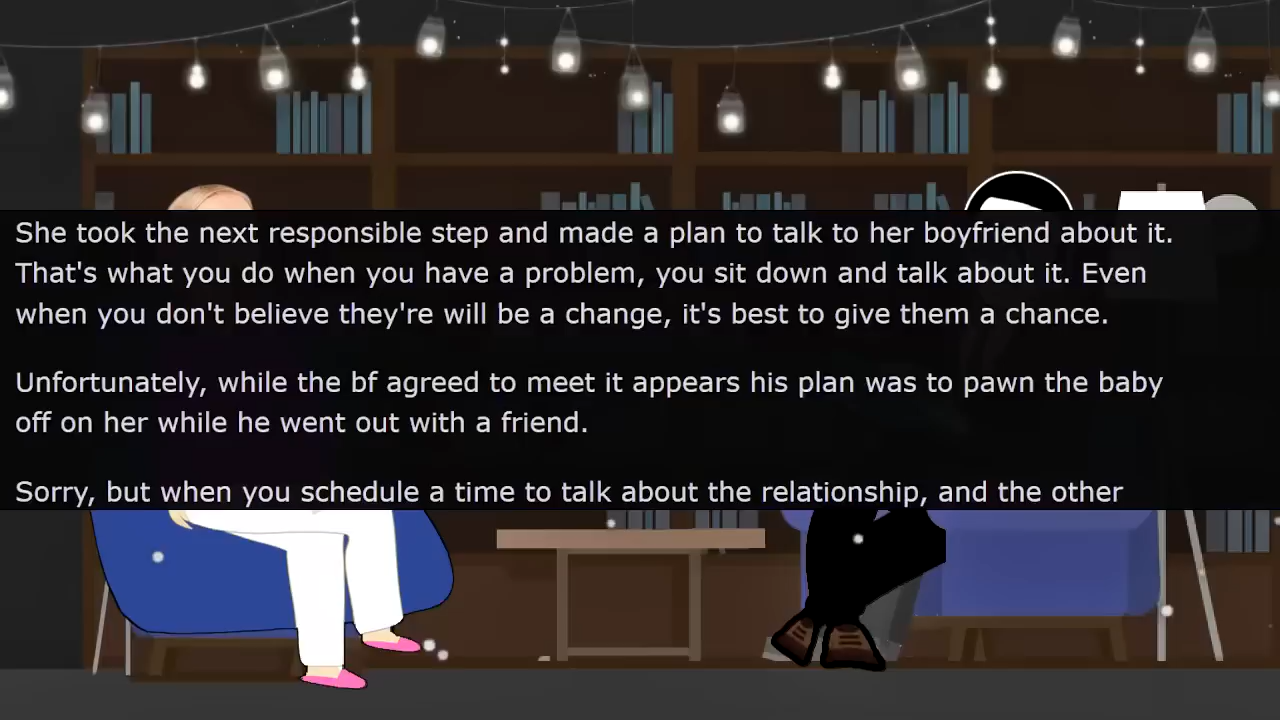 She took the next responsible step and made a plan to talk to her boyfriend about it.
That's what you do when you have a problem, you sit down and talk about it. Even
when you don't believe they're will be a change, it's best to give them a chance.
Unfortunately, while the bf agreed to meet it appears his plan was to pawn the baby
off on her while he went out with a friend.
Sorry, but when you schedule a time to talk about the relationship, and the other